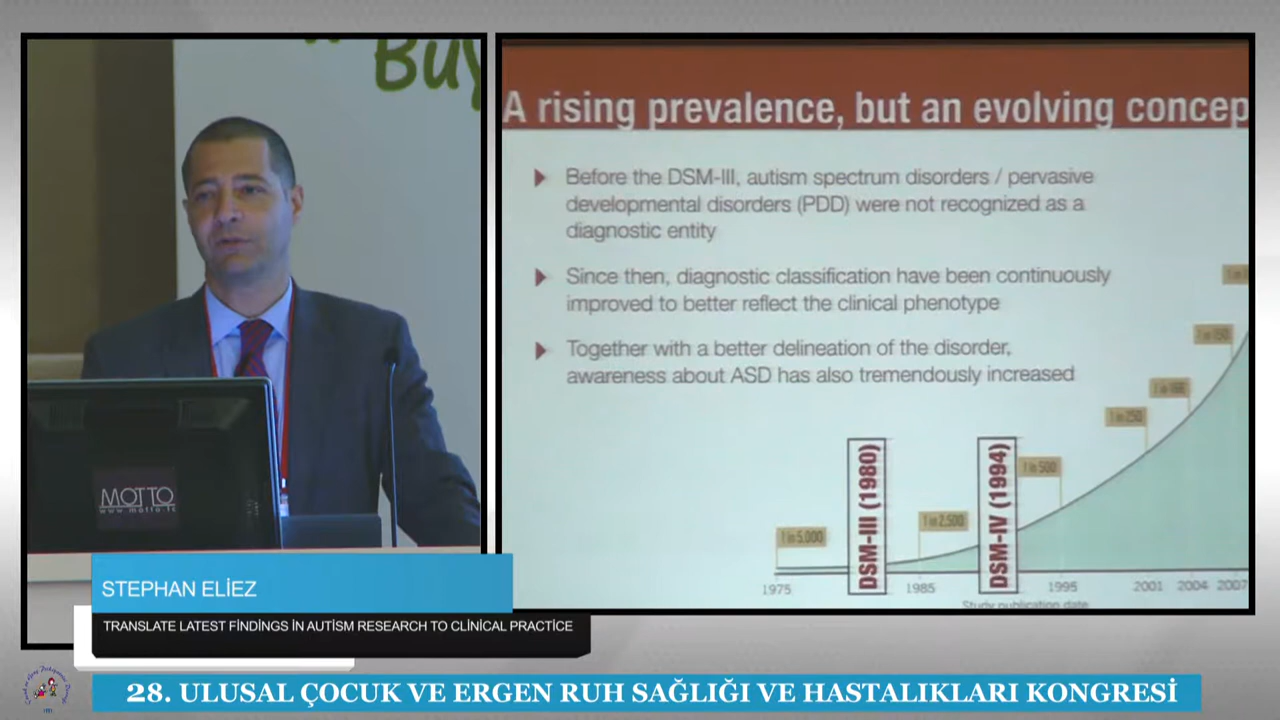 Büy
A rising prevalence, but an evolving concep
Before the DSM-III, autism spectrum disorders / pervasive
developmental disorders (PDD) were not recognized as a
diagnostic entity
Since then, diagnostic classification have been continuously
improved to better reflect the clinical phenotype
Together with a better delineation of the disorder,
awareness about ASD has also tremendously increased
1 in 150
1 in 166
1 in 250
1 in 500
1 in 2,500
1 in 5,000
DSM-III (1980)
DSM-IV (1994)
1975
1985
1995
2001
2004
2007
Study publication date
MOTTO
www.motto.tc
STEPHAN ELİEZ
TRANSLATE LATEST FİNDİNGS İN AUTİSM RESEARCH TO CLİNİCAL PRACTİCE
28. ULUSAL ÇOCUK VE ERGEN RUH SAĞLIĞI VE HASTALIKLARI KONGRESİ